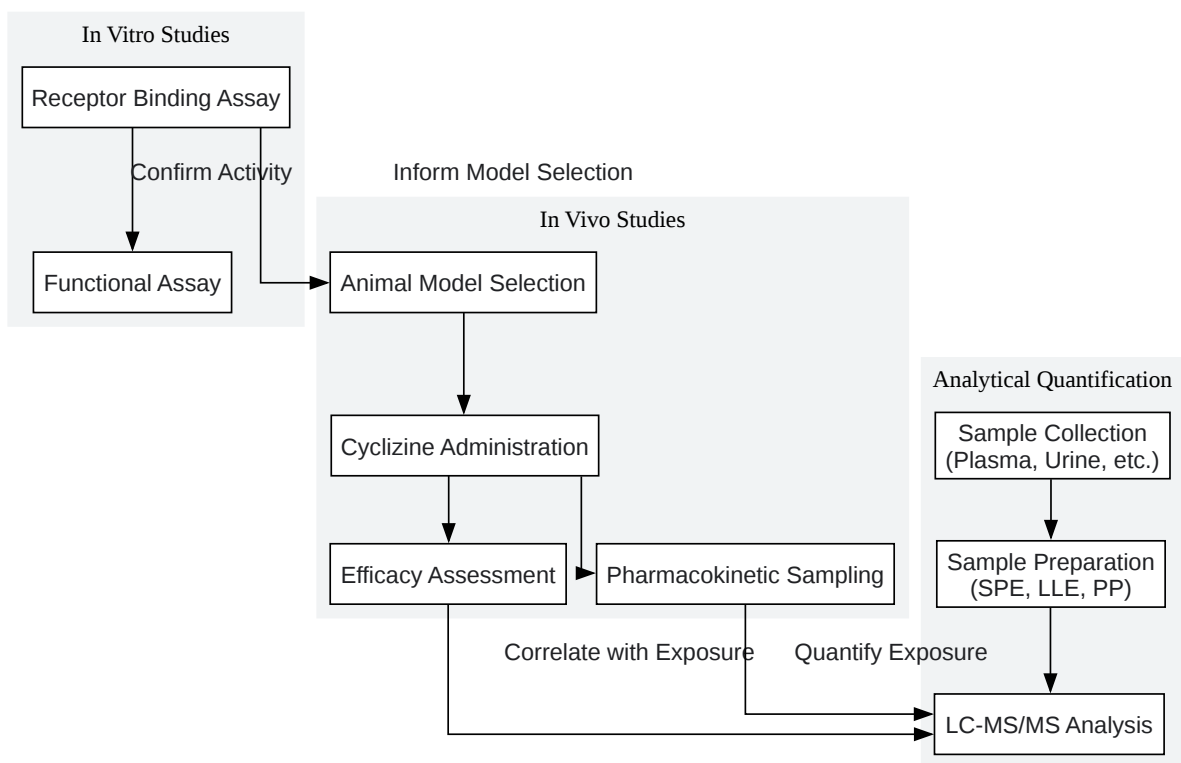 In Vitro Studies
Receptor Binding Assay
Confirm Activity
Inform Model Selection
Functional Assay
In Vivo Studies
Animal Model Selection
Cyclizine Administration
Efficacy Assessment
Pharmacokinetic Sampling
Correlate with Exposure
Quantify Exposure
Analytical Quantification
Sample Collection
(Plasma, Urine, etc.)
Sample Preparation
(SPE, LLE, PP)
LC-MS/MS Analysis